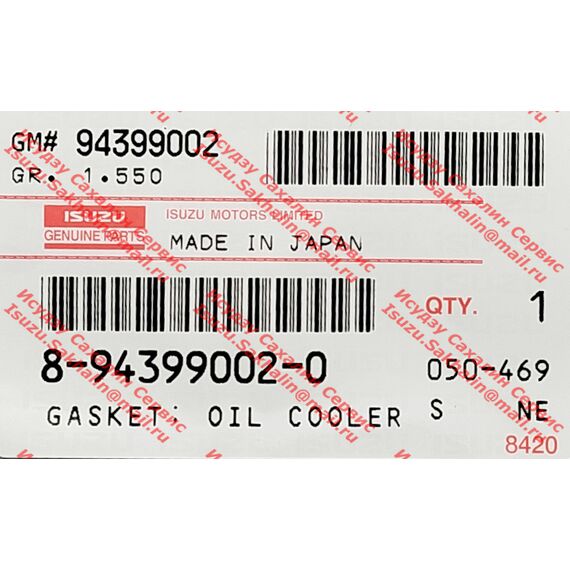 GM# 94399002
GR. 1.550
ISUZU
GENUINE PARTS
ISUZU MOTORS LIMITED
MADE IN JAPAN
QTY. 1
8-94399002-0
050-469
GASKET; OIL COOLER
S NE
8420
Исудзу Сахалин Сервис
Isuzu.Sakhalin@mail.ru